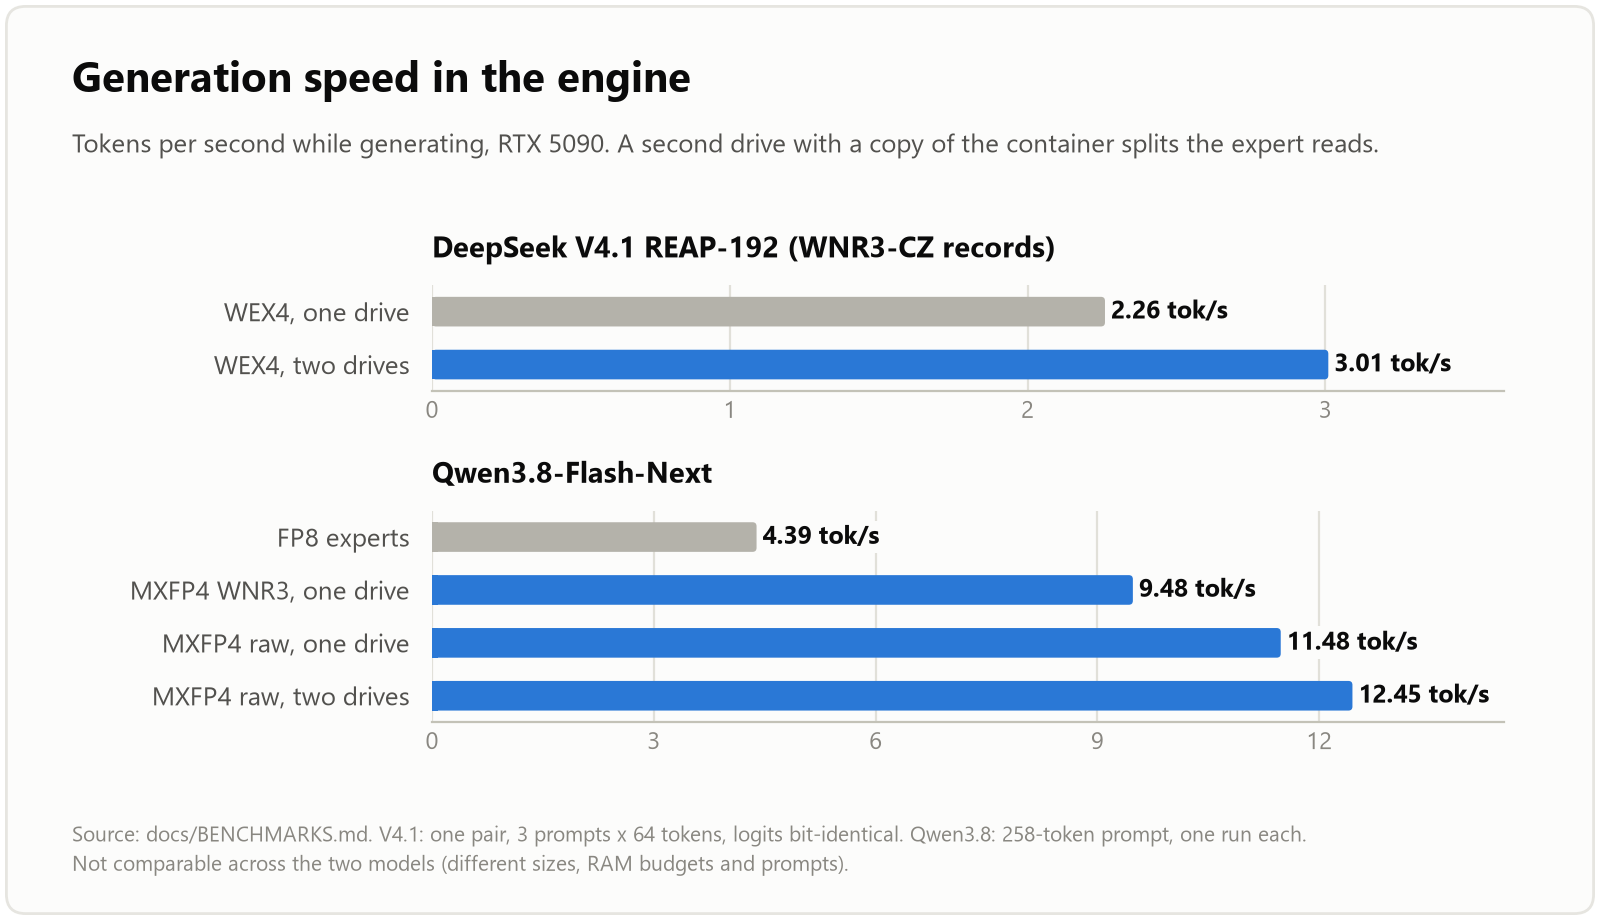 Generation speed in the engine
Tokens per second while generating, RTX 5090. A second drive with a copy of the container splits the expert reads.
DeepSeek V4.1 REAP-192 (WNR3-CZ records)
WEX4, one drive 2.26 tok/s
WEX4, two drives 3.01 tok/s
0 1 2 3
Qwen3.8-Flash-Next
FP8 experts 4.39 tok/s
MXFP4 WNR3, one drive 9.48 tok/s
MXFP4 raw, one drive 11.48 tok/s
MXFP4 raw, two drives 12.45 tok/s
0 3 6 9 12
Source: docs/BENCHMARKS.md. V4.1: one pair, 3 prompts x 64 tokens, logits bit-identical. Qwen3.8: 258-token prompt, one run each.
Not comparable across the two models (different sizes, RAM budgets and prompts).